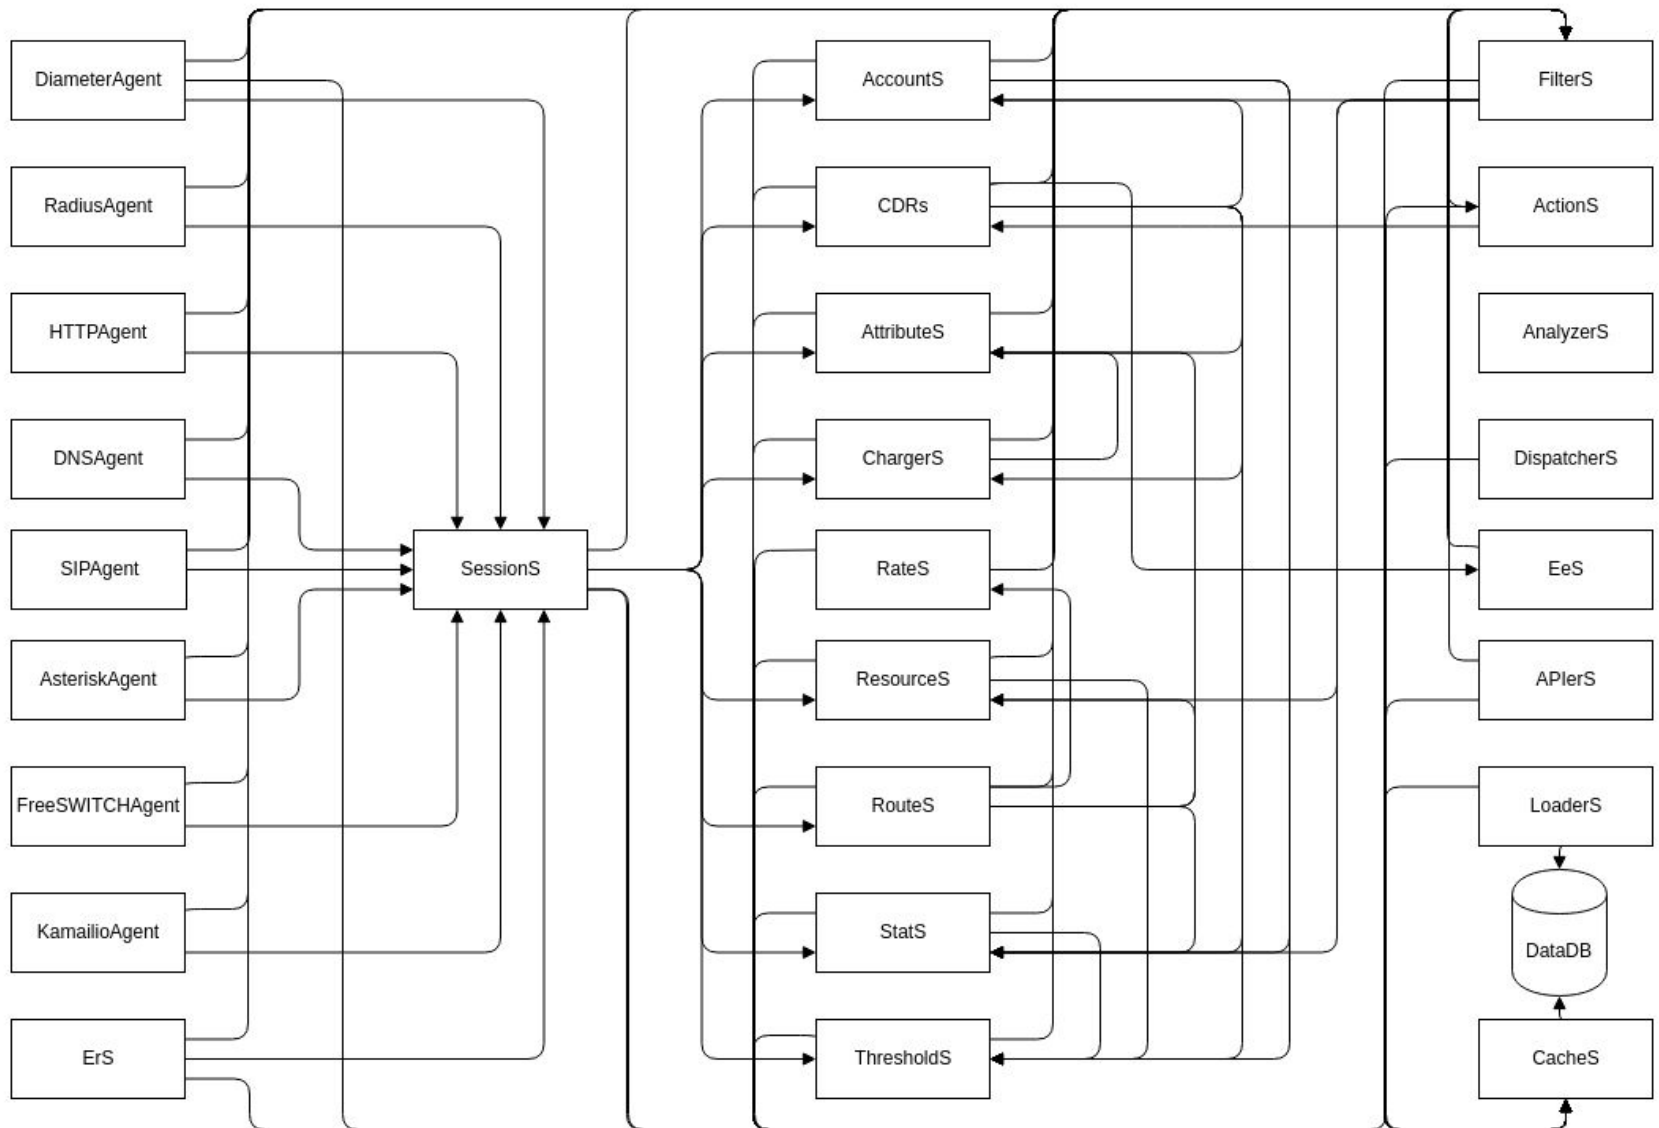 DiameterAgent
AccountS
FilterS
RadiusAgent
CDRs
ActionS
HTTPAgent
AttributeS
AnalyzerS
DNSAgent
ChargerS
DispatcherS
SIPAgent
SessionS
RateS
EeS
AsteriskAgent
ResourceS
APIerS
FreeSWITCHAgent
RouteS
LoaderS
KamailioAgent
StatS
DataDB
ErS
ThresholdS
CacheS